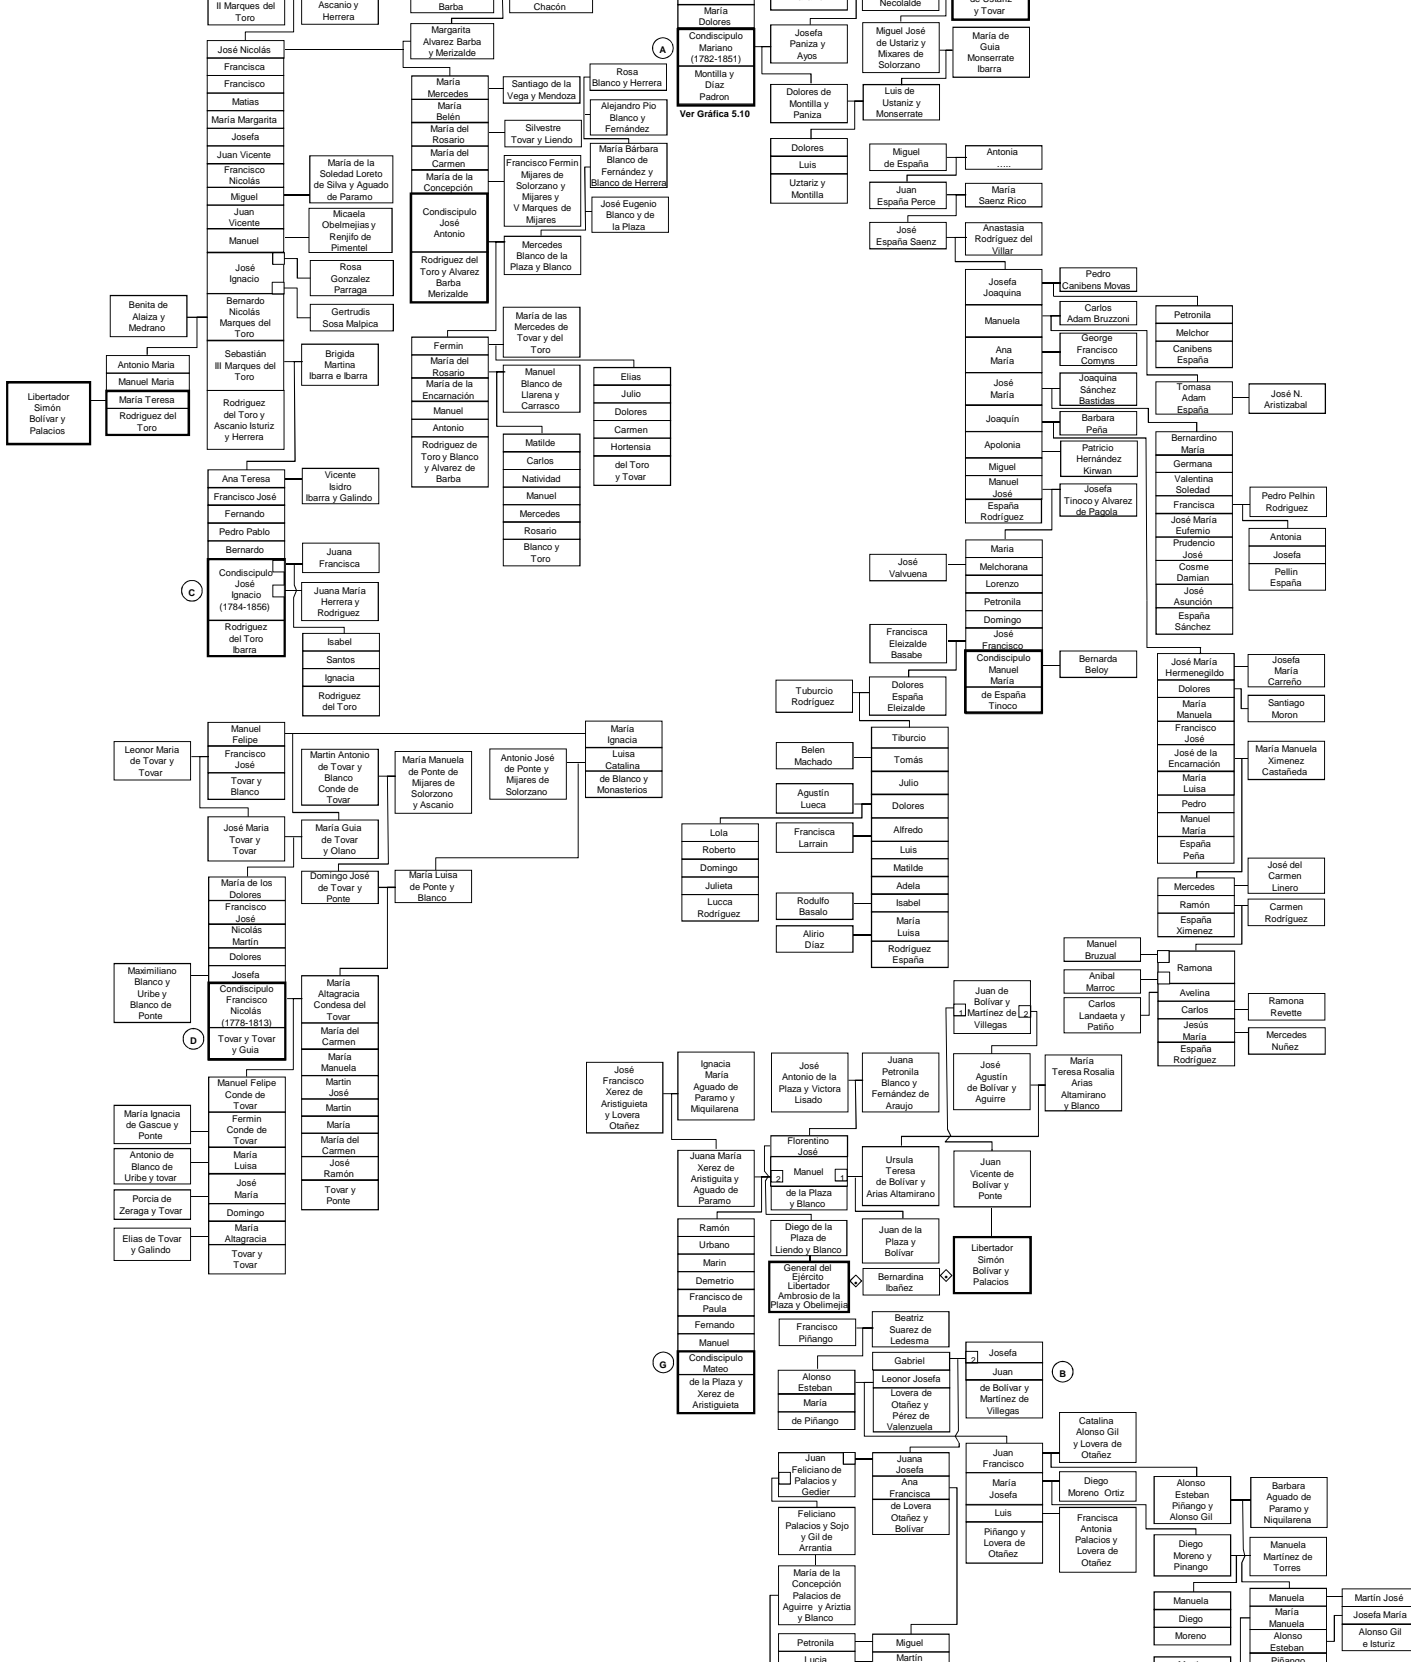 II Marques del
Toro
Ascanio y
Herrera
José Nicolás
Francisca
Francisco
Matias
María Margarita
Josefa
Juan Vicente
Francisco
Nicolás
Miguel
Juan
Vicente
Manuel
José
Ignacio
Bernardo
Nicolás
Marques del
Toro
Sebastián
III Marques del
Toro
Rodriguez
del Toro y
Ascanio Isturiz
y Herrera
María de la
Soledad Loreto
de Silva y Aguado
de Paramo
Micaela
Obelmejias y
Renjifo de
Pimentel
Rosa
Gonzalez
Parraga
Gertrudis
Sosa Malpica
Brigida
Martina
Ibarra e Ibarra
Benita de
Alaiza y
Medrano
Antonio Maria
Manuel Maria
María Teresa
Rodriguez del
Toro
Libertador
Simón
Bolívar y
Palacios
Ana Teresa
Francisco José
Fernando
Pedro Pablo
Bernardo
Condiscipulo
José
Ignacio
(1784-1856)
Rodriguez
del Toro
Ibarra
C
Vicente
Isidro
Ibarra y Galindo
Juana
Francisca
Juana María
Herrera y
Rodriguez
Isabel
Santos
Ignacia
Rodriguez
del Toro
Barba
Chacón
Margarita
Alvarez Barba
y Merizalde
María
Mercedes
María
Belén
María del
Rosario
María del
Carmen
María de la
Concepción
Condiscipulo
José
Antonio
Rodriguez del
Toro y Alvarez
Barba
Merizalde
Santiago de la
Vega y Mendoza
Silvestre
Tovar y Liendo
Francisco Fermin
Mijares de
Solorzano y
Mijares y
V Marques de
Mijares
Mercedes
Blanco de la
Plaza y Blanco
Rosa
Blanco y Herrera
Alejandro Pio
Blanco y
Fernández
María Bárbara
Blanco de
Fernández y
Blanco de Herrera
José Eugenio
Blanco y de
la Plaza
Fermin
María del
Rosario
María de la
Encarnación
Manuel
Antonio
Rodriguez de
Toro y Blanco
y Alvarez de
Barba
María de las
Mercedes de
Tovar y del
Toro
Manuel
Blanco de
Llarena y
Carrasco
Matilde
Carlos
Natividad
Manuel
Mercedes
Rosario
Blanco y
Toro
Elias
Julio
Dolores
Carmen
Hortensia
del Toro
y Tovar
María
Dolores
Condiscipulo
Mariano
(1782-1851)
Montilla y
Díaz
Padron
A
Ver Gráfica 5.10
Necolalde
de Ustariz
y Tovar
Josefa
Paniza y
Ayos
Miguel José
de Ustariz y
Mixares de
Solorzano
María de
Guia
Monserrate
Ibarra
Dolores de
Montilla y
Paniza
Luis de
Ustaniz y
Monserrate
Dolores
Luis
Uztariz y
Montilla
Miguel
de España
Antonia
.....
Juan
España Perce
María
Saenz Rico
José
España Saenz
Anastasia
Rodríguez del
Villar
Josefa
Joaquina
Manuela
Ana
María
José
María
Joaquín
Apolonia
Miguel
Manuel
José
España
Rodríguez
Pedro
Canibens Movas
Carlos
Adam Bruzzoni
George
Francisco
Comyns
Joaquina
Sánchez
Bastidas
Barbara
Peña
Patricio
Hernández
Kirwan
Josefa
Tinoco y Alvarez
de Pagola
Petronila
Melchor
Canibens
España
Tomasa
Adam
España
José N.
Aristizabal
Bernardino
María
Germana
Valentina
Soledad
Francisca
José María
Eufemio
Prudencio
José
Cosme
Damian
José
Asunción
España
Sánchez
Pedro Pelhin
Rodriguez
Antonia
Josefa
Pellin
España
José
Valvuena
Maria
Melchorana
Lorenzo
Petronila
Domingo
José
Francisco
Condiscipulo
Manuel
María
de España
Tinoco
Bernarda
Beloy
Francisca
Eleizalde
Basabe
Tuburcio
Rodríguez
Dolores
España
Eleizalde
Tiburcio
Tomás
Julio
Dolores
Alfredo
Luis
Matilde
Adela
Isabel
María
Luisa
Rodríguez
España
Belen
Machado
Agustín
Lueca
Francisca
Larrain
Rodulfo
Basalo
Alirio
Díaz
Lola
Roberto
Domingo
Julieta
Lucca
Rodríguez
José María
Hermenegildo
Dolores
María
Manuela
Francisco
José
José de la
Encarnación
María
Luisa
Pedro
Manuel
María
España
Peña
Josefa
María
Carreño
Santiago
Moron
María Manuela
Ximenez
Castañeda
Mercedes
Ramón
España
Ximenez
José del
Carmen
Linero
Carmen
Rodríguez
Manuel
Bruzual
Anibal
Marroc
Carlos
Landaeta y
Patiño
Ramona
Avelina
Carlos
Jesús
María
España
Rodríguez
Ramona
Revette
Mercedes
Nuñez
Leonor Maria
de Tovar y
Tovar
Manuel
Felipe
Francisco
José
Tovar y
Blanco
Martin Antonio
de Tovar y
Blanco
Conde de
Tovar
María Manuela
de Ponte de
Mijares de
Solorzono
y Ascanio
Antonio José
de Ponte y
Mijares de
Solorzano
María
Ignacia
Luisa
Catalina
de Blanco y
Monasterios
José Maria
Tovar y
Tovar
María Guia
de Tovar
y Olano
Domingo José
de Tovar y
Ponte
María Luisa
de Ponte y
Blanco
María de los
Dolores
Francisco
José
Nicolás
Martín
Dolores
Josefa
Condiscipulo
Francisco
Nicolás
(1778-1813)
Tovar y Tovar
y Guia
D
Maximiliano
Blanco y
Uribe y
Blanco de
Ponte
María
Altagracia
Condesa del
Tovar
María del
Carmen
María
Manuela
Martin
José
Martin
María
María del
Carmen
José
Ramón
Tovar y
Ponte
Manuel Felipe
Conde de
Tovar
Fermin
Conde de
Tovar
María
Luisa
José
María
Domingo
María
Altagracia
Tovar y
Tovar
María Ignacia
de Gascue y
Ponte
Antonio de
Blanco de
Uribe y tovar
Porcia de
Zeraga y Tovar
Elias de Tovar
y Galindo
Juan de
Bolívar y
Martínez de
Villegas
1
2
José
Francisco
Xerez de
Aristiguieta
y Lovera
Otañez
Ignacia
María
Aguado de
Paramo y
Miquilarena
José
Antonio de la
Plaza y Victora
Lisado
Juana
Petronila
Blanco y
Fernández de
Araujo
José
Agustín
de Bolívar y
Aguirre
María
Teresa Rosalia
Arias
Altamirano
y Blanco
Juana María
Xerez de
Aristiguita y
Aguado de
Paramo
Florentino
José
Manuel
2
1
de la Plaza
y Blanco
Ursula
Teresa
de Bolívar y
Arias Altamirano
Juan
Vicente de
Bolívar y
Ponte
Ramón
Urbano
Marin
Demetrio
Francisco de
Paula
Fernando
Manuel
Condiscipulo
Mateo
de la Plaza y
Xerez de
Aristiguieta
G
Diego de la
Plaza de
Liendo y Blanco
General del
Ejército
Libertador
Ambrosio de la
Plaza y Obelimejia
Juan de la
Plaza y
Bolívar
Bernardina
Ibañez
Libertador
Simón
Bolívar y
Palacios
Francisco
Piñango
Beatriz
Suarez de
Ledesma
Alonso
Esteban
María
de Piñango
Gabriel
Leonor Josefa
Lovera de
Otañez y
Pérez de
Valenzuela
2
Josefa
Juan
de Bolívar y
Martínez de
Villegas
B
Juan
Feliciano de
Palacios y
Gedier
Feliciano
Palacios y Sojo
y Gil de
Arrantia
María de la
Concepción
Palacios de
Aguirre y Ariztia
y Blanco
Petronila
Lucia
Juana
Josefa
Ana
Francisca
de Lovera
Otañez y
Bolívar
Miguel
Martín
Juan
Francisco
María
Josefa
Luis
Piñango y
Lovera de
Otañez
Catalina
Alonso Gil
y Lovera de
Otañez
Diego
Moreno Ortiz
Francisca
Antonia
Palacios y
Lovera de
Otañez
Alonso
Esteban
Piñango y
Alonso Gil
Barbara
Aguado de
Paramo y
Niquilarena
Diego
Moreno y
Pinango
Manuela
Martínez de
Torres
Manuela
Diego
Moreno
Manuela
María
Manuela
Alonso
Esteban
Piñango
Martín José
Josefa María
Alonso Gil
e Isturiz